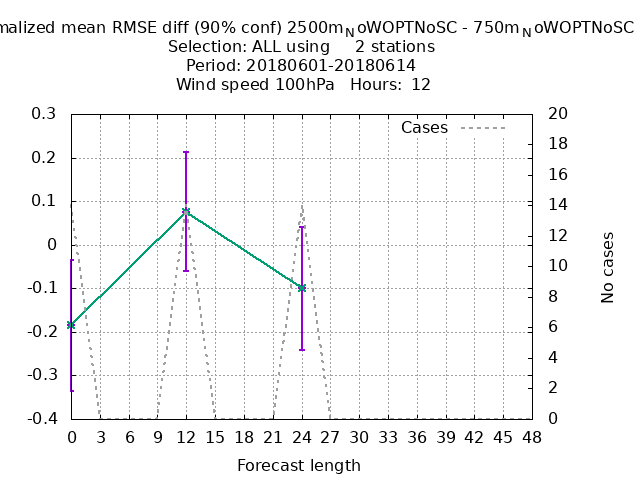 malized mean RMSE diff (90% conf) 2500mNoWOPTNoSC - 750mNoWOPTNoSC
Selection: ALL using 2 stations
Period: 20180601-20180614
Wind speed 100hPa Hours: 12
Cases
0.3
0.2
0.1
0
-0.1
-0.2
-0.3
-0.4
20
18
16
14
12
10
8
6
4
2
0
No cases
0 3 6 9 12 15 18 21 24 27 30 33 36 39 42 45 48
Forecast length